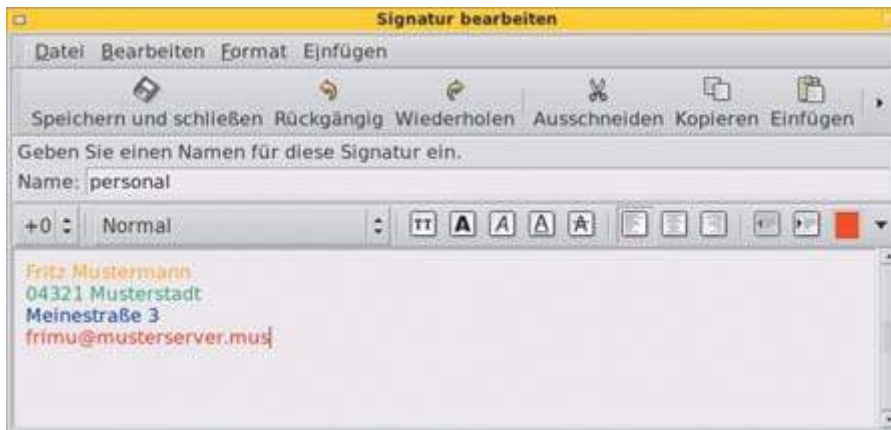 Signatur bearbeiten
Datei Bearbeiten Format Einfügen
Speichern und schließen Rückgängig Wiederholen Ausschneiden Kopieren Einfügen
Geben Sie einen Namen für diese Signatur ein.
Name: personal
+0 Normal TT A A A A
Fritz Mustermann
04321 Musterstadt
Meinestraße 3
frimu@musterserver.mus